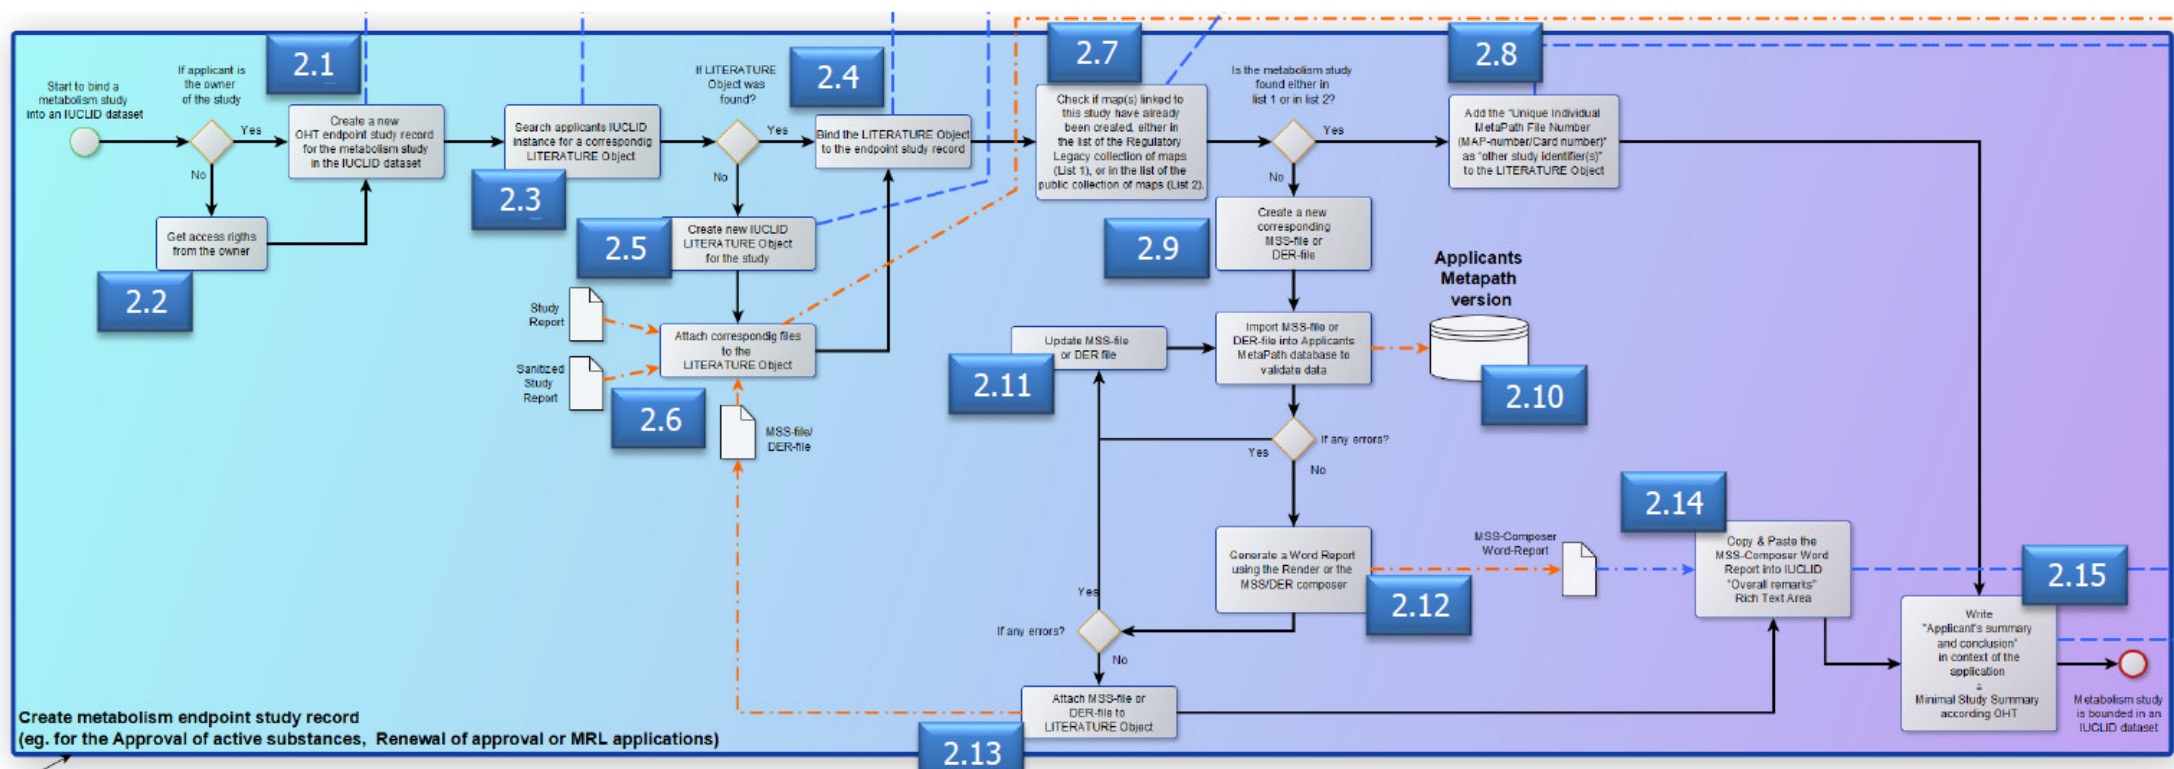 Start to bind a
metabolism study
into an IUCLID dataset
If applicant is
the owner
of the study
Yes
No
2.1
Create a new
OHT endpoint study record
for the metabolism study
in the IUCLID dataset
Get access rigths
from the owner
2.2
Search applicants IUCLID
instance for a correspondig
LITERATURE Object
2.3
If LITERATURE
Object was
found?
Yes
No
2.4
Bind the LITERATURE Object
to the endpoint study record
2.5
Create new IUCLID
LITERATURE Object
for the study
Study
Report
Sanitized
Study
Report
Attach correspondig files
to the
LITERATURE Object
2.6
MSS-file/
DER-file
2.7
Check if map(s) linked to
this study have already
been created, either in
the list of the Regulatory
Legacy collection of maps
(List 1), or in the list of the
public collection of maps (List 2).
Is the metabolism study
found either in
list 1 or in list 2?
Yes
No
2.8
Add the "Unique Individual
MetaPath File Number
(MAP-number/Card number)"
as "other study identifier(s)"
to the LITERATURE Object
2.9
Create a new
corresponding
MSS-file or
DER-file
Applicants
Metapath
version
2.10
Import MSS-file or
DER-file into Applicants
MetaPath database to
validate data
Update MSS-file
or DER file
2.11
If any errors?
Yes
No
Generate a Word Report
using the Render or the
MSS/DER composer
2.12
MSS-Composer
Word-Report
2.14
Copy & Paste the
MSS-Composer Word
Report into IUCLID
"Overall remarks"
Rich Text Area
Yes
If any errors?
No
Attach MSS-file or
DER-file to
LITERATURE Object
2.13
2.15
Write
"Applicant's summary
and conclusion"
in context of the
application
Minimal Study Summary
according OHT
Metabolism study
is bounded in an
IUCLID dataset
Create metabolism endpoint study record
(eg. for the Approval of active substances, Renewal of approval or MRL applications)